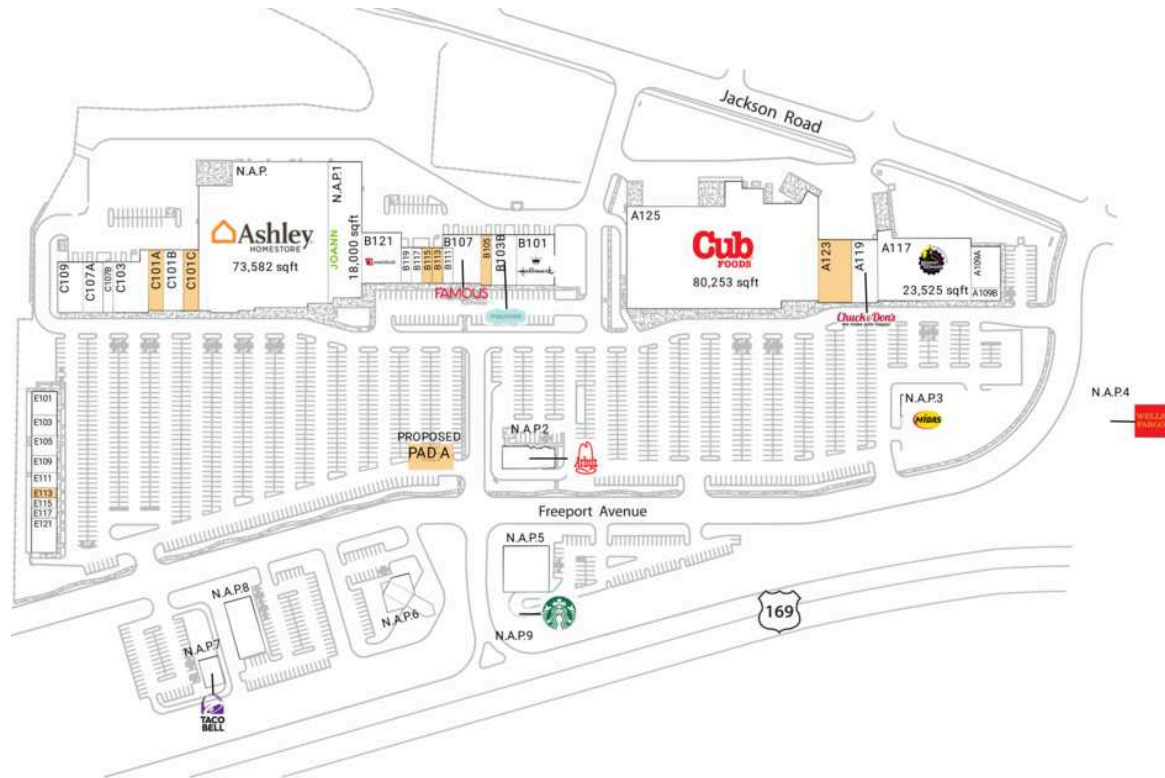 Jackson Road
N.A.P.
N.A.P.1
Ashley
HOMESTORE
73,582 sqft
JOANN
18,000 sqft
C109
C107A
C107B
C103
C101A
C101B
C101C
B121
B119
B117
B115
B113
B111
B107
B105
B103B
B101
Hallmark
FAMOUS
A125
Cub
FOODS
80,253 sqft
A123
A119
A117
23,525 sqft
A109A
A109B
Chuck & Don's
E101
E103
E105
E109
E111
E113
E115
E117
E121
PROPOSED
PAD A
N.A.P.2
Arby's
N.A.P.3
MIDAS
N.A.P.4
WELLS
FARGO
Freeport Avenue
N.A.P.5
N.A.P.6
N.A.P.7
N.A.P.8
N.A.P.9
169
TACO
BELL